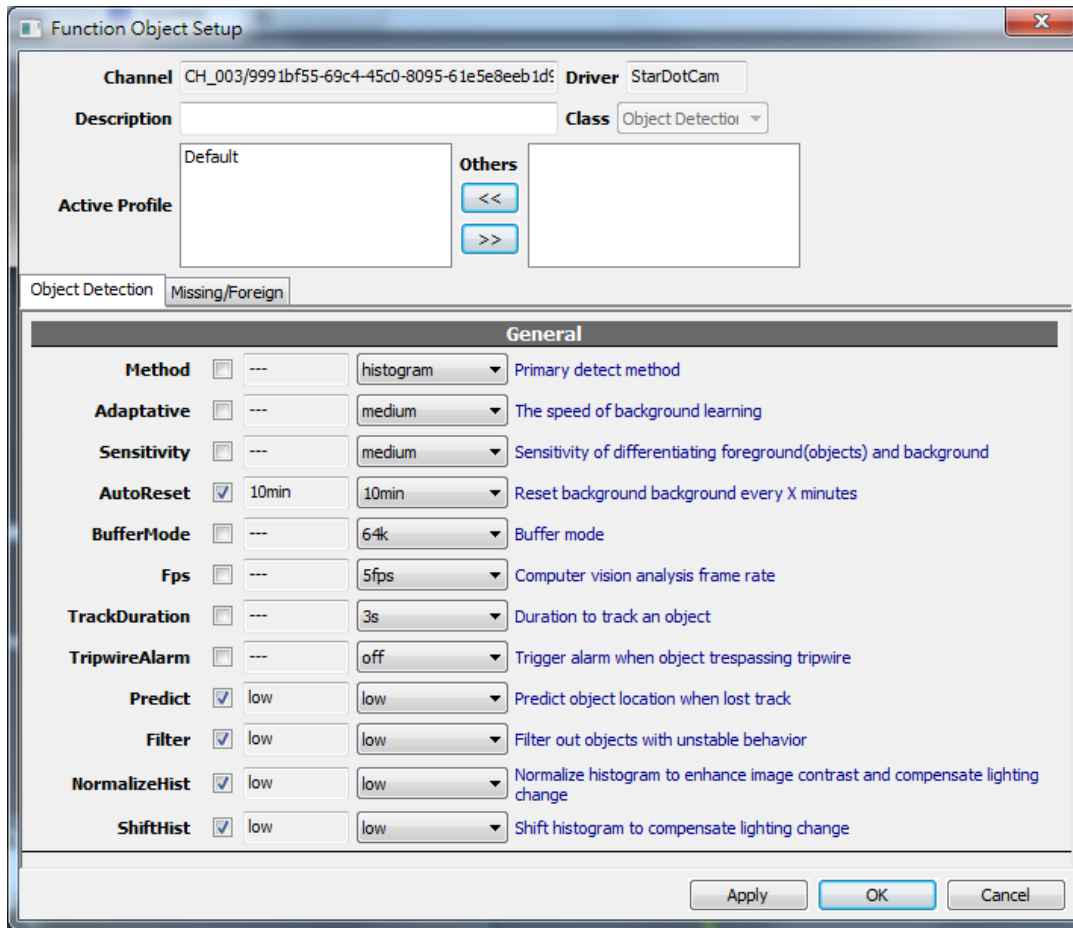 Function Object Setup
Channel CH_003/9991bf55-69c4-45c0-8095-61e5e8eeb1d9 Driver StarDotCam
Description Class Object Detection
Default
Others
<<
Active Profile
>>
Object Detection Missing/Foreign
General
Method --- histogram Primary detect method
Adaptative --- medium The speed of background learning
Sensitivity --- medium Sensitivity of differentiating foreground(objects) and background
AutoReset 10min 10min Reset background background every X minutes
BufferMode --- 64k Buffer mode
Fps --- 5fps Computer vision analysis frame rate
TrackDuration --- 3s Duration to track an object
TripwireAlarm --- off Trigger alarm when object trespassing tripwire
Predict low low Predict object location when lost track
Filter low low Filter out objects with unstable behavior
NormalizeHist low low Normalize histogram to enhance image contrast and compensate lighting
change
ShiftHist low low Shift histogram to compensate lighting change
Apply OK Cancel